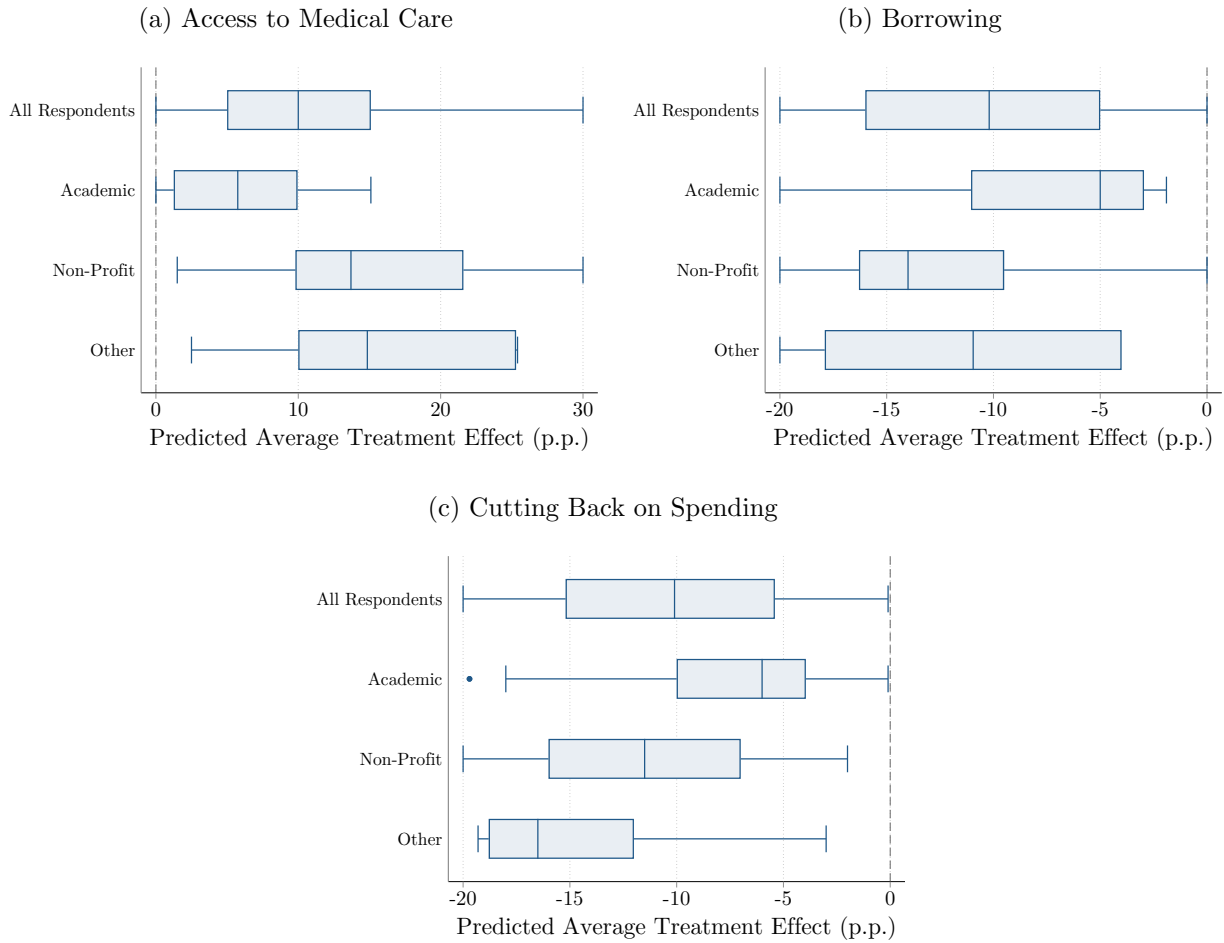 (a) Access to Medical Care
All Respondents
Academic
Non-Profit
Other
0 10 20 30
Predicted Average Treatment Effect (p.p.)
(b) Borrowing
All Respondents
Academic
Non-Profit
Other
-20 -15 -10 -5 0
Predicted Average Treatment Effect (p.p.)
(c) Cutting Back on Spending
All Respondents
Academic
Non-Profit
Other
-20 -15 -10 -5 0
Predicted Average Treatment Effect (p.p.)